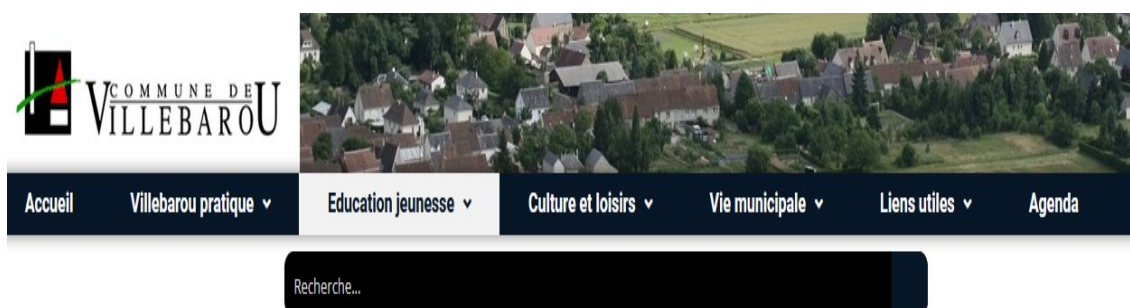 COMMUNE DE
VILLEBAROU
Accueil Villebarou pratique Education jeunesse Culture et loisirs Vie municipale Liens utiles Agenda
Recherche...